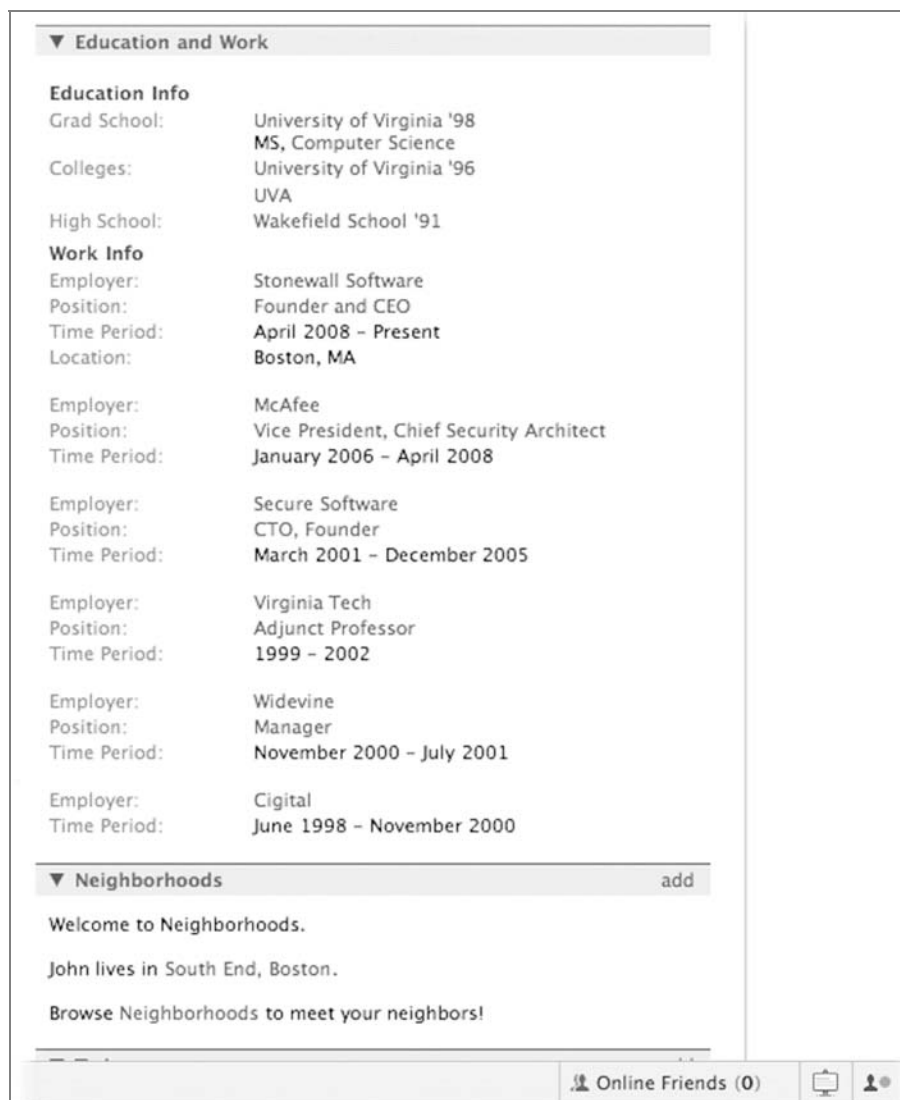 ▼ Education and Work
Education Info
Grad School: University of Virginia '98
MS, Computer Science
Colleges: University of Virginia '96
UVA
High School: Wakefield School '91
Work Info
Employer: Stonewall Software
Position: Founder and CEO
Time Period: April 2008 – Present
Location: Boston, MA
Employer: McAfee
Position: Vice President, Chief Security Architect
Time Period: January 2006 – April 2008
Employer: Secure Software
Position: CTO, Founder
Time Period: March 2001 – December 2005
Employer: Virginia Tech
Position: Adjunct Professor
Time Period: 1999 – 2002
Employer: Widevine
Position: Manager
Time Period: November 2000 – July 2001
Employer: Cigital
Time Period: June 1998 – November 2000
▼ Neighborhoods add
Welcome to Neighborhoods.
John lives in South End, Boston.
Browse Neighborhoods to meet your neighbors!
Online Friends (0)